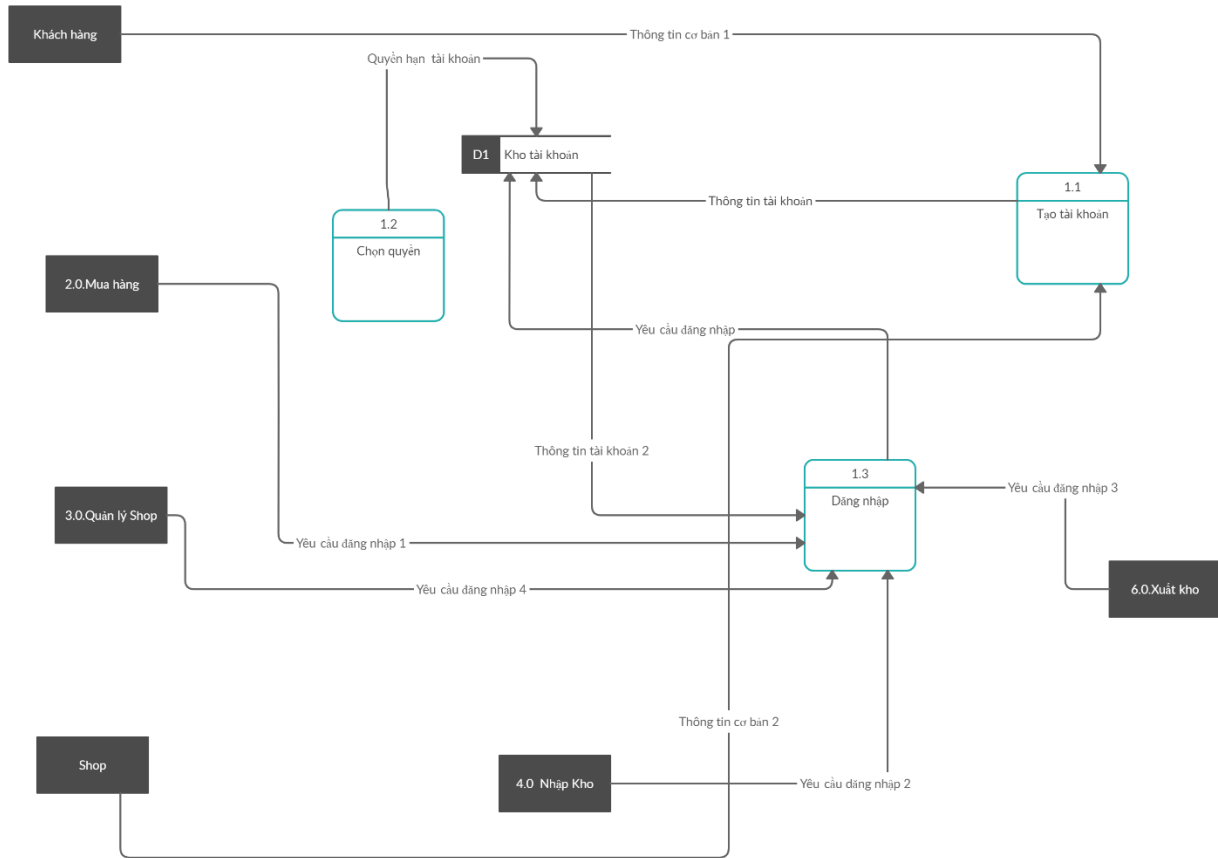 Khách hàng
Thông tin cơ bản 1
Quyền hạn tài khoản
D1
Kho tài khoản
1.1
Tạo tài khoản
Thông tin tài khoản
1.2
Chọn quyền
2.0.Mua hàng
Yêu cầu đăng nhập
Thông tin tài khoản 2
1.3
Đăng nhập
Yêu cầu đăng nhập 3
3.0.Quản lý Shop
Yêu cầu đăng nhập 1
Yêu cầu đăng nhập 4
6.0.Xuất kho
Thông tin cơ bản 2
Shop
4.0 Nhập Kho
Yêu cầu đăng nhập 2